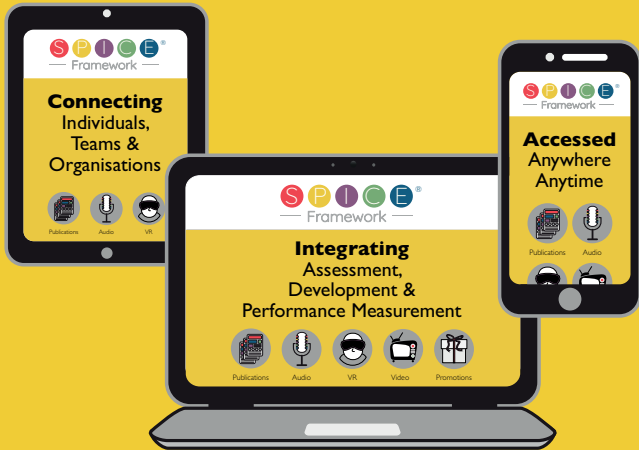 SPICE®
Framework
Connecting
Individuals,
Teams &
Organisations
Publications Audio VR
SPICE®
Framework
Integrating
Assessment,
Development &
Performance Measurement
Publications Audio VR Video Promotions
SPICE®
Framework
Accessed
Anywhere
Anytime
Publications Audio